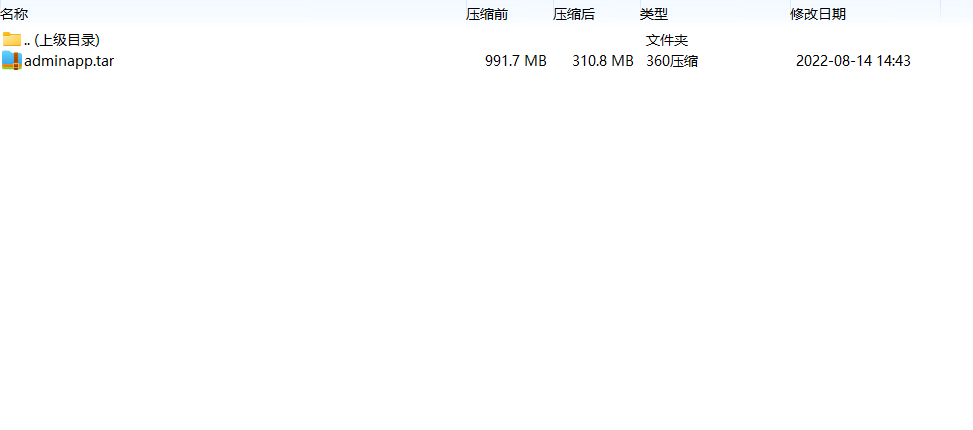 名称 压缩前 压缩后 类型 修改日期
.. (上级目录) 文件夹
adminapp.tar 991.7 MB 310.8 MB 360压缩 2022-08-14 14:43